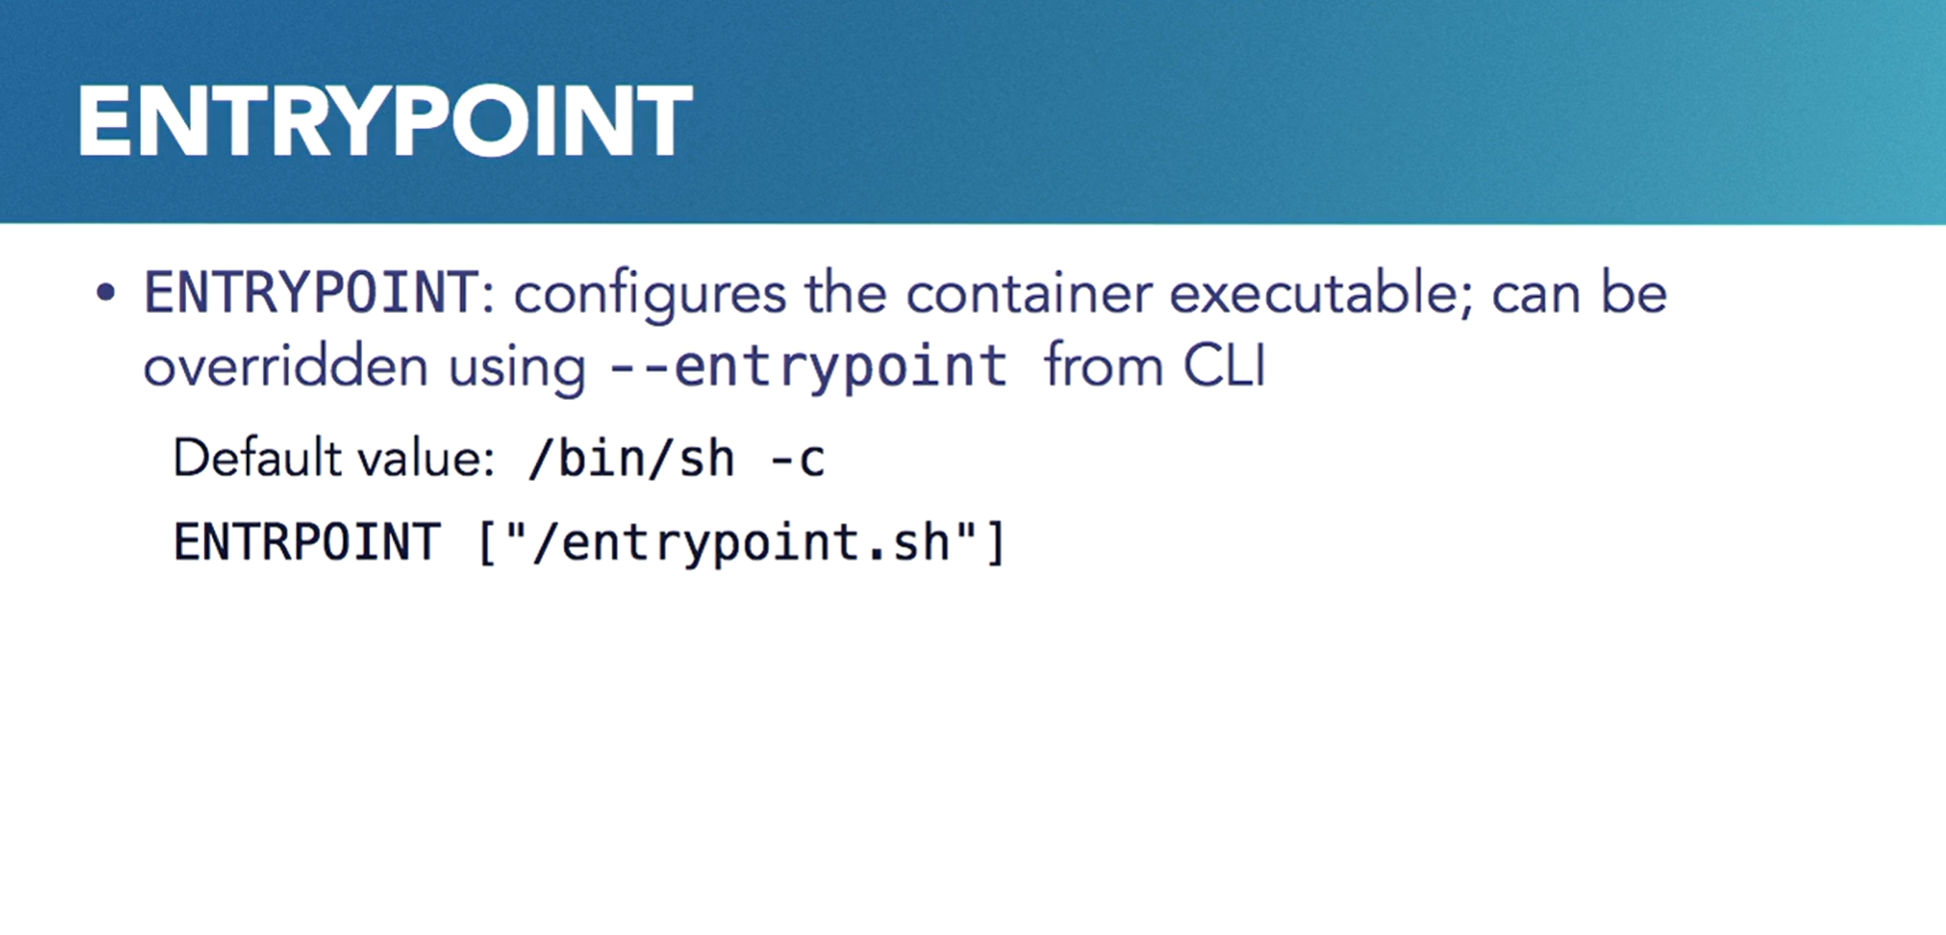 ENTRYPOINT
• ENTRYPOINT: configures the container executable; can be
overridden using --entrypoint from CLI
Default value: /bin/sh -c
ENTRPOINT ["/entrypoint.sh"]